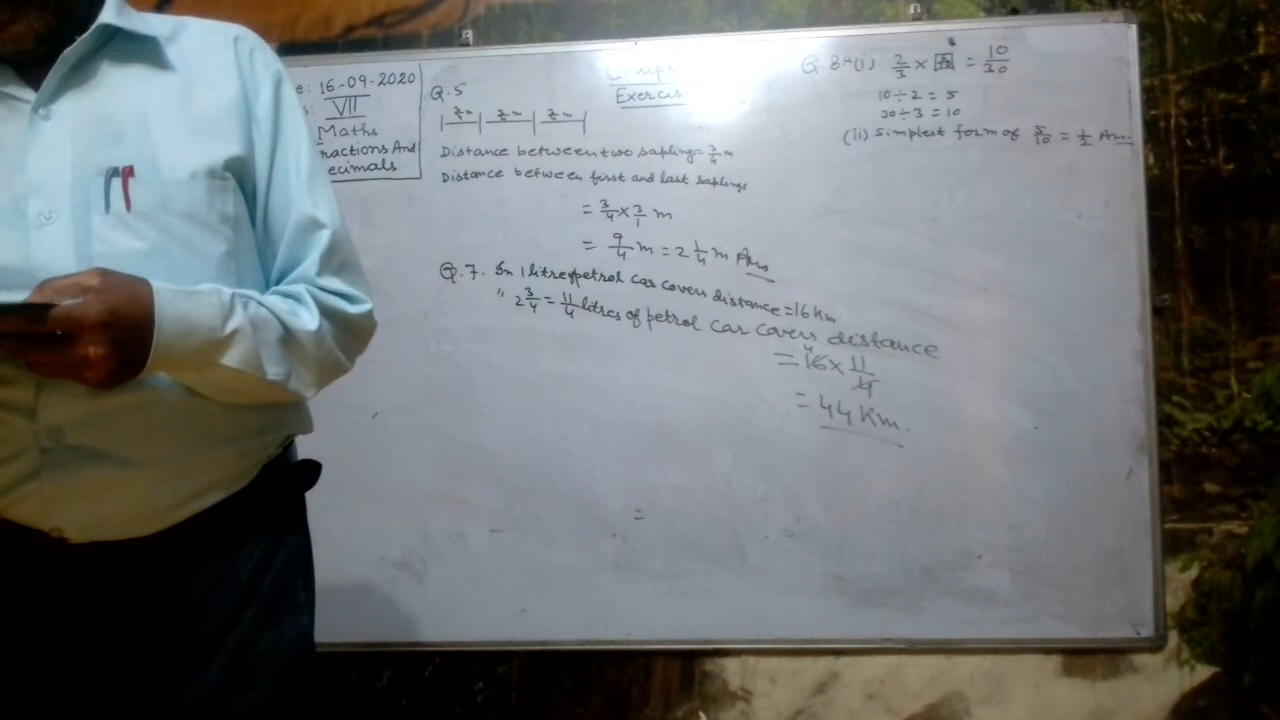 e: 16-09-2020
s: VII
Maths
ractions And
ecimals
Exercis
Q.5
Distance between two sapling = 3/4 m
Distance between first and last saplings
= 3/4 × 3/1 m
= 9/4 m = 2 1/4 m Ans
Q.7. In 1 litre of petrol car covers distance = 16 Km
" 2 3/4 = 11/4 litres of petrol car covers distance
= 16 × 11/4
= 44 Km.
Q 8 (i) 2/3 × = 10/30
10 ÷ 2 = 5
30 ÷ 3 = 10
(ii) Simplest form of 5/10 = 1/2 Ans.